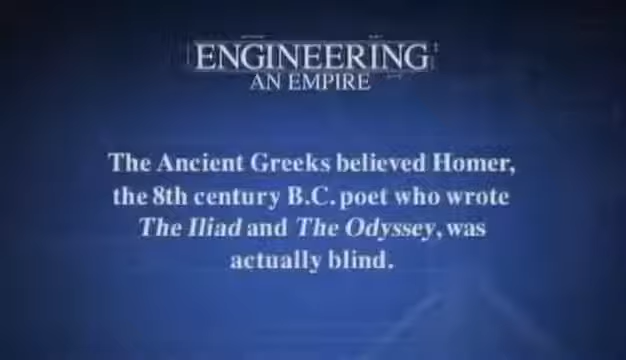 ENGINEERING
AN EMPIRE
The Ancient Greeks believed Homer,
the 8th century B.C. poet who wrote
The Iliad and The Odyssey, was
actually blind.